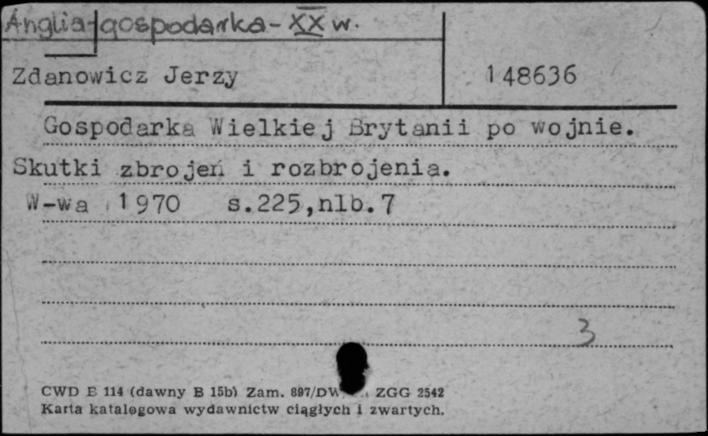 Anglia-gospodarka-XX w.
Zdanowicz Jerzy 148636
Gospodarka Wielkiej Brytanii po wojnie.
Skutki zbrojeń i rozbrojenia.
W-wa 1970 s.225,nlb.7
3
CWD E 114 (dawny B 15b) Zam. 897/DW ZGG 2542
Karta katalogowa wydawnictw ciągłych i zwartych.